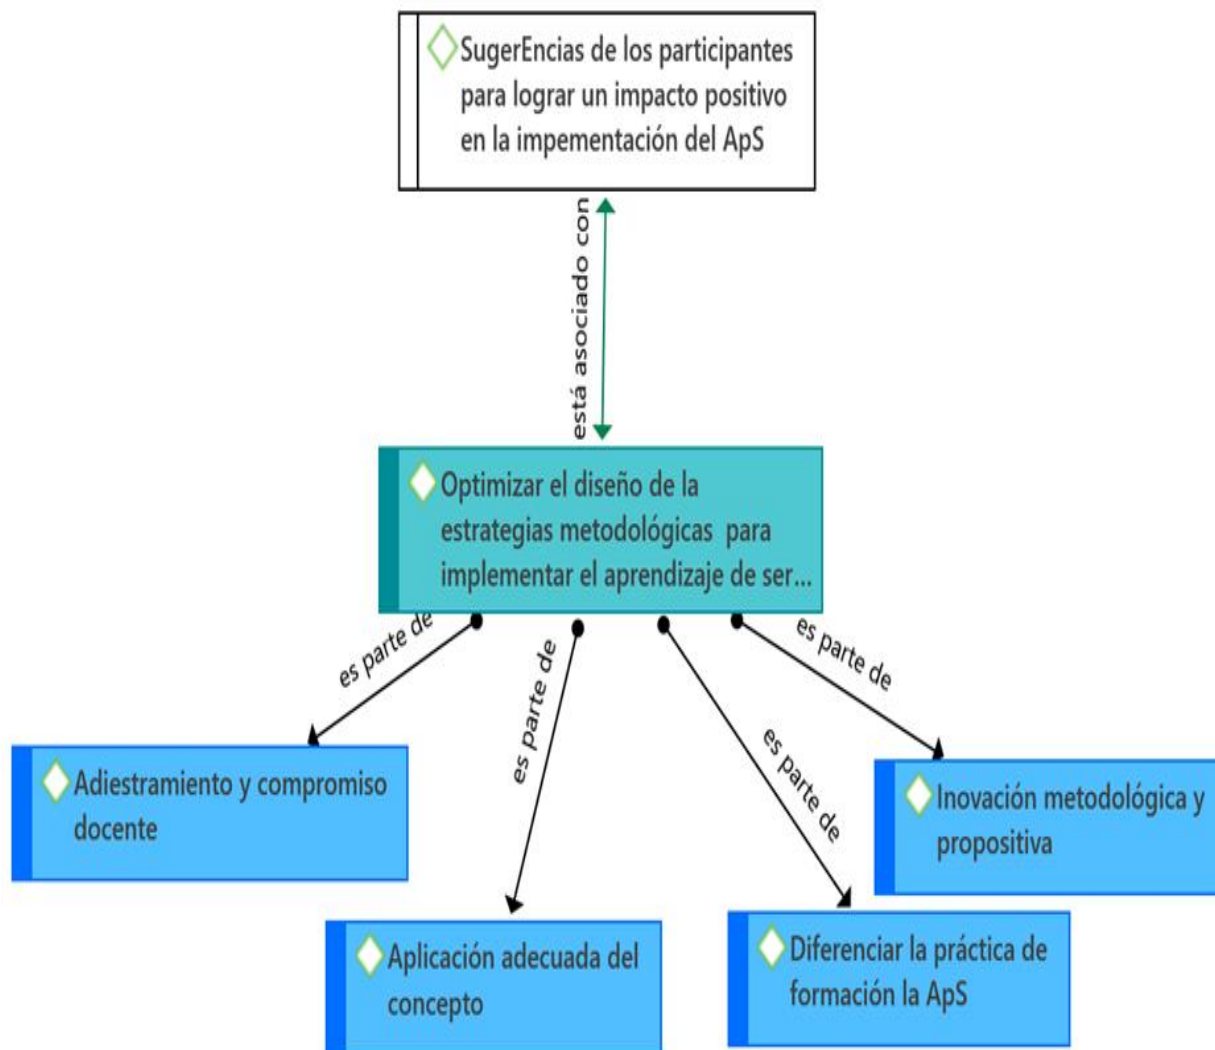 SugerEncias de los participantes
para lograr un impacto positivo
en la impementación del ApS
está asociado con
Optimizar el diseño de la
estrategias metodológicas para
implementar el aprendizaje de ser...
es parte de
es parte de
es parte de
es parte de
Adiestramiento y compromiso
docente
Inovación metodológica y
propositiva
Aplicación adecuada del
concepto
Diferenciar la práctica de
formación la ApS